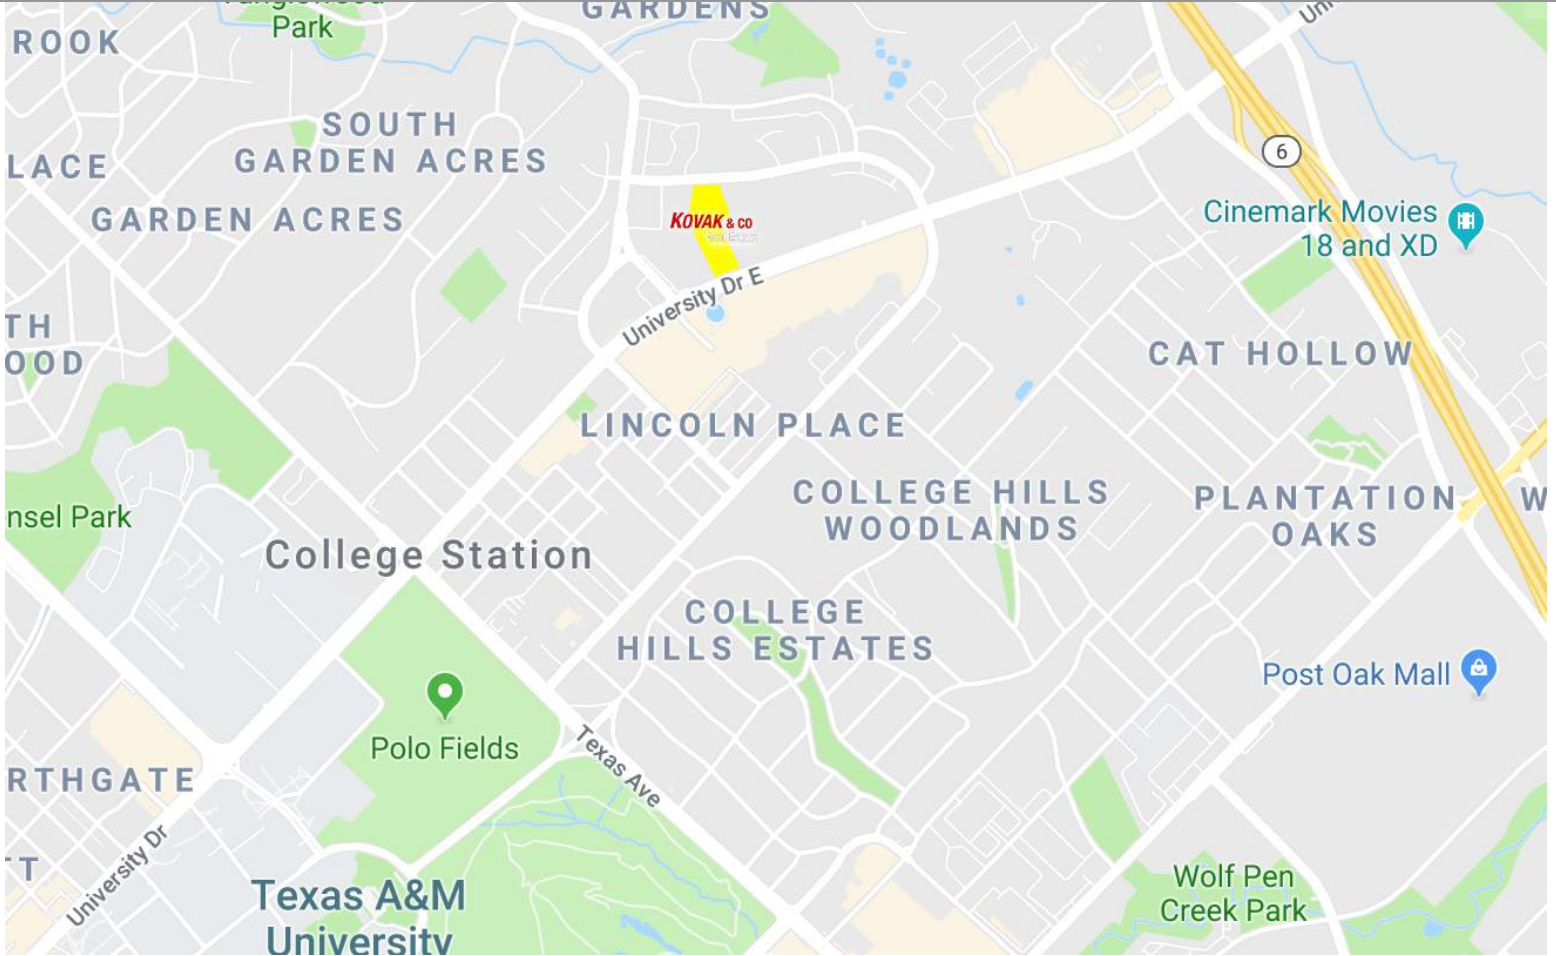 Park
GARDENS
ROOK
SOUTH
GARDEN ACRES
LACE
GARDEN ACRES
6
KOVAK & CO
Cinemark Movies
18 and XD
University Dr E
TH
OOD
CAT HOLLOW
LINCOLN PLACE
COLLEGE HILLS
WOODLANDS
PLANTATION
OAKS
W
nsel Park
College Station
COLLEGE
HILLS ESTATES
Post Oak Mall
Polo Fields
Texas Ave
RTHGATE
University Dr
T
Wolf Pen
Creek Park
Texas A&M
University